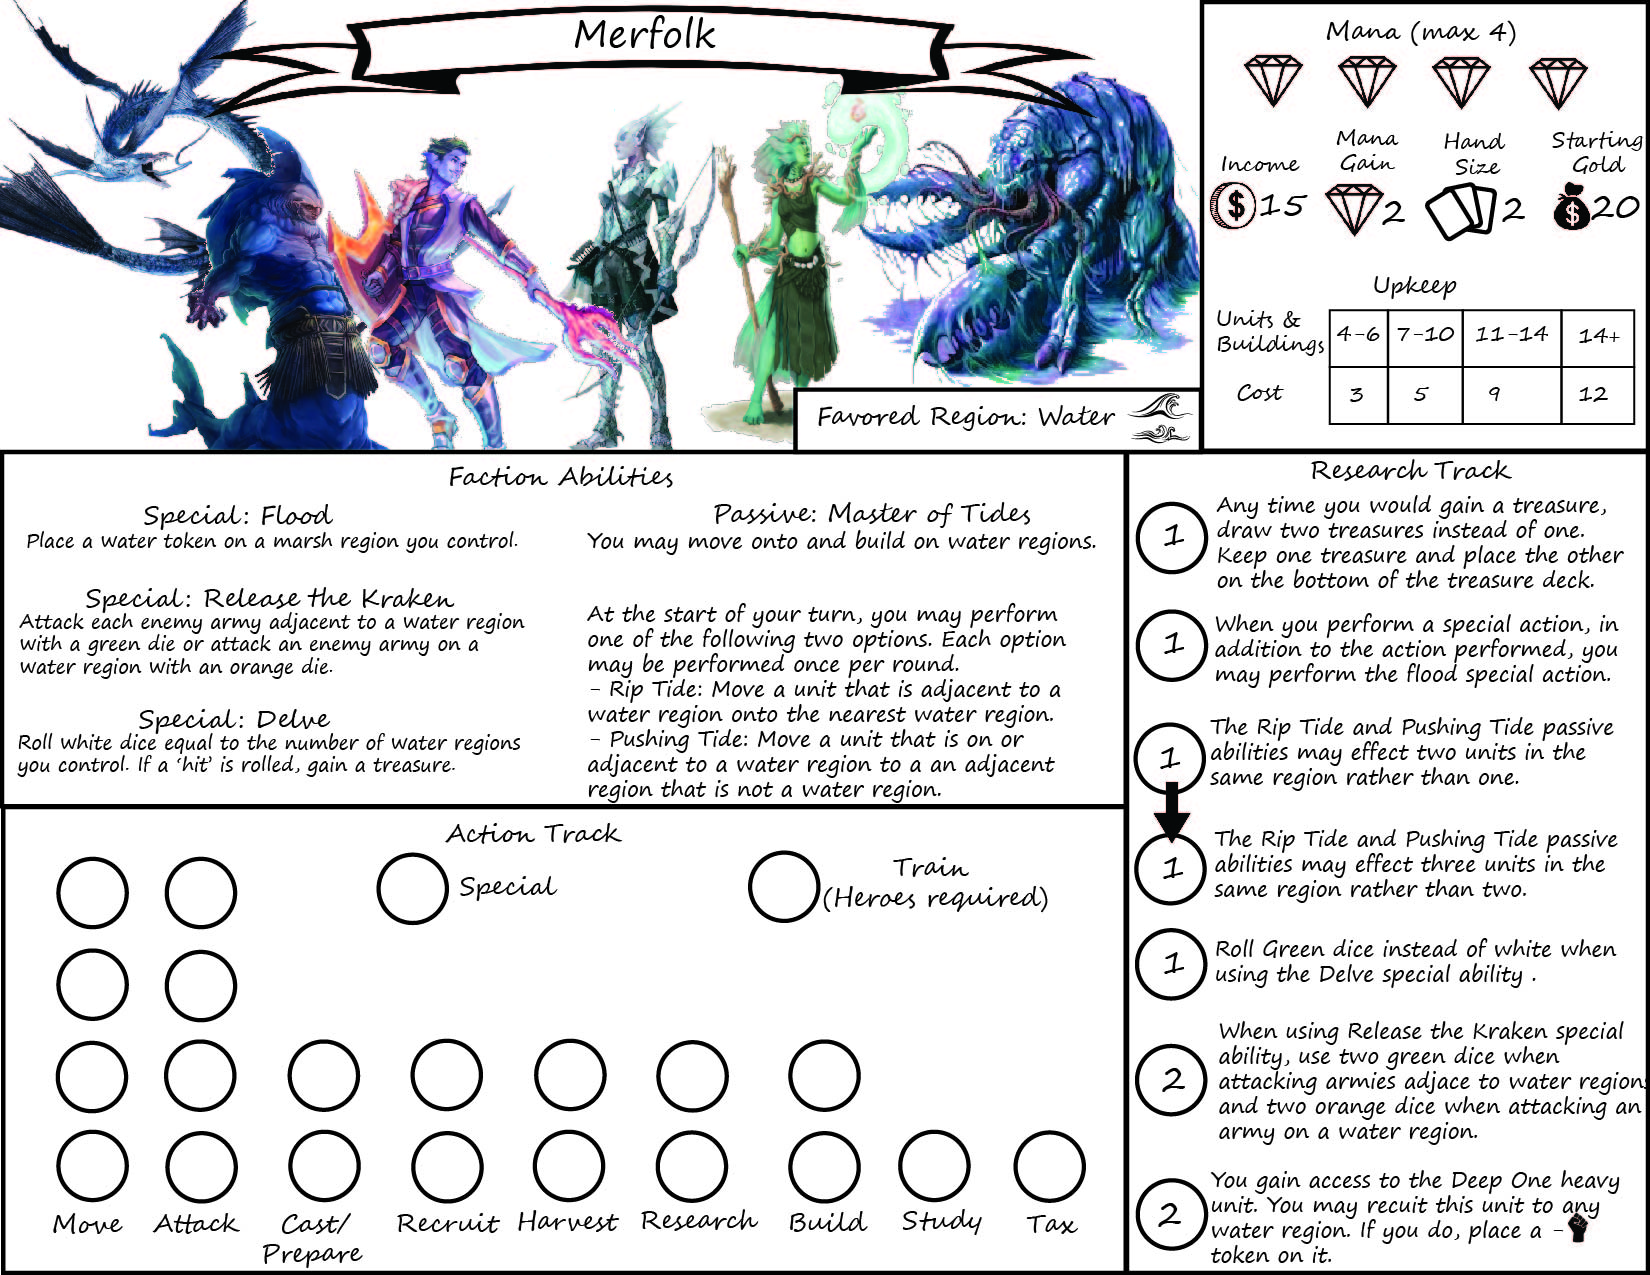 Merfolk
Favored Region: Water
Mana (max 4)
Income
Mana
Gain
Hand
Size
Starting
Gold
$ 15
2
2
$ 20
Upkeep
Units &
Buildings
4-6 7-10 11-14 14+
Cost 3 5 9 12
Faction Abilities
Special: Flood
Place a water token on a marsh region you control.
Special: Release the Kraken
Attack each enemy army adjacent to a water region
with a green die or attack an enemy army on a
water region with an orange die.
Special: Delve
Roll white dice equal to the number of water regions
you control. If a ‘hit’ is rolled, gain a treasure.
Passive: Master of Tides
You may move onto and build on water regions.
At the start of your turn, you may perform
one of the following two options. Each option
may be performed once per round.
- Rip Tide: Move a unit that is adjacent to a
water region onto the nearest water region.
- Pushing Tide: Move a unit that is on or
adjacent to a water region to a an adjacent
region that is not a water region.
Action Track
Special
Train
(Heroes required)
Move Attack Cast/ Recruit Harvest Research Build Study Tax
Prepare
Research Track
1
Any time you would gain a treasure,
draw two treasures instead of one.
Keep one treasure and place the other
on the bottom of the treasure deck.
1
When you perform a special action, in
addition to the action performed, you
may perform the flood special action.
1
The Rip Tide and Pushing Tide passive
abilities may effect two units in the
same region rather than one.
1
The Rip Tide and Pushing Tide passive
abilities may effect three units in the
same region rather than two.
1
Roll Green dice instead of white when
using the Delve special ability .
2
When using Release the Kraken special
ability, use two green dice when
attacking armies adjace to water regions
and two orange dice when attacking an
army on a water region.
2
You gain access to the Deep One heavy
unit. You may recuit this unit to any
water region. If you do, place a -
token on it.